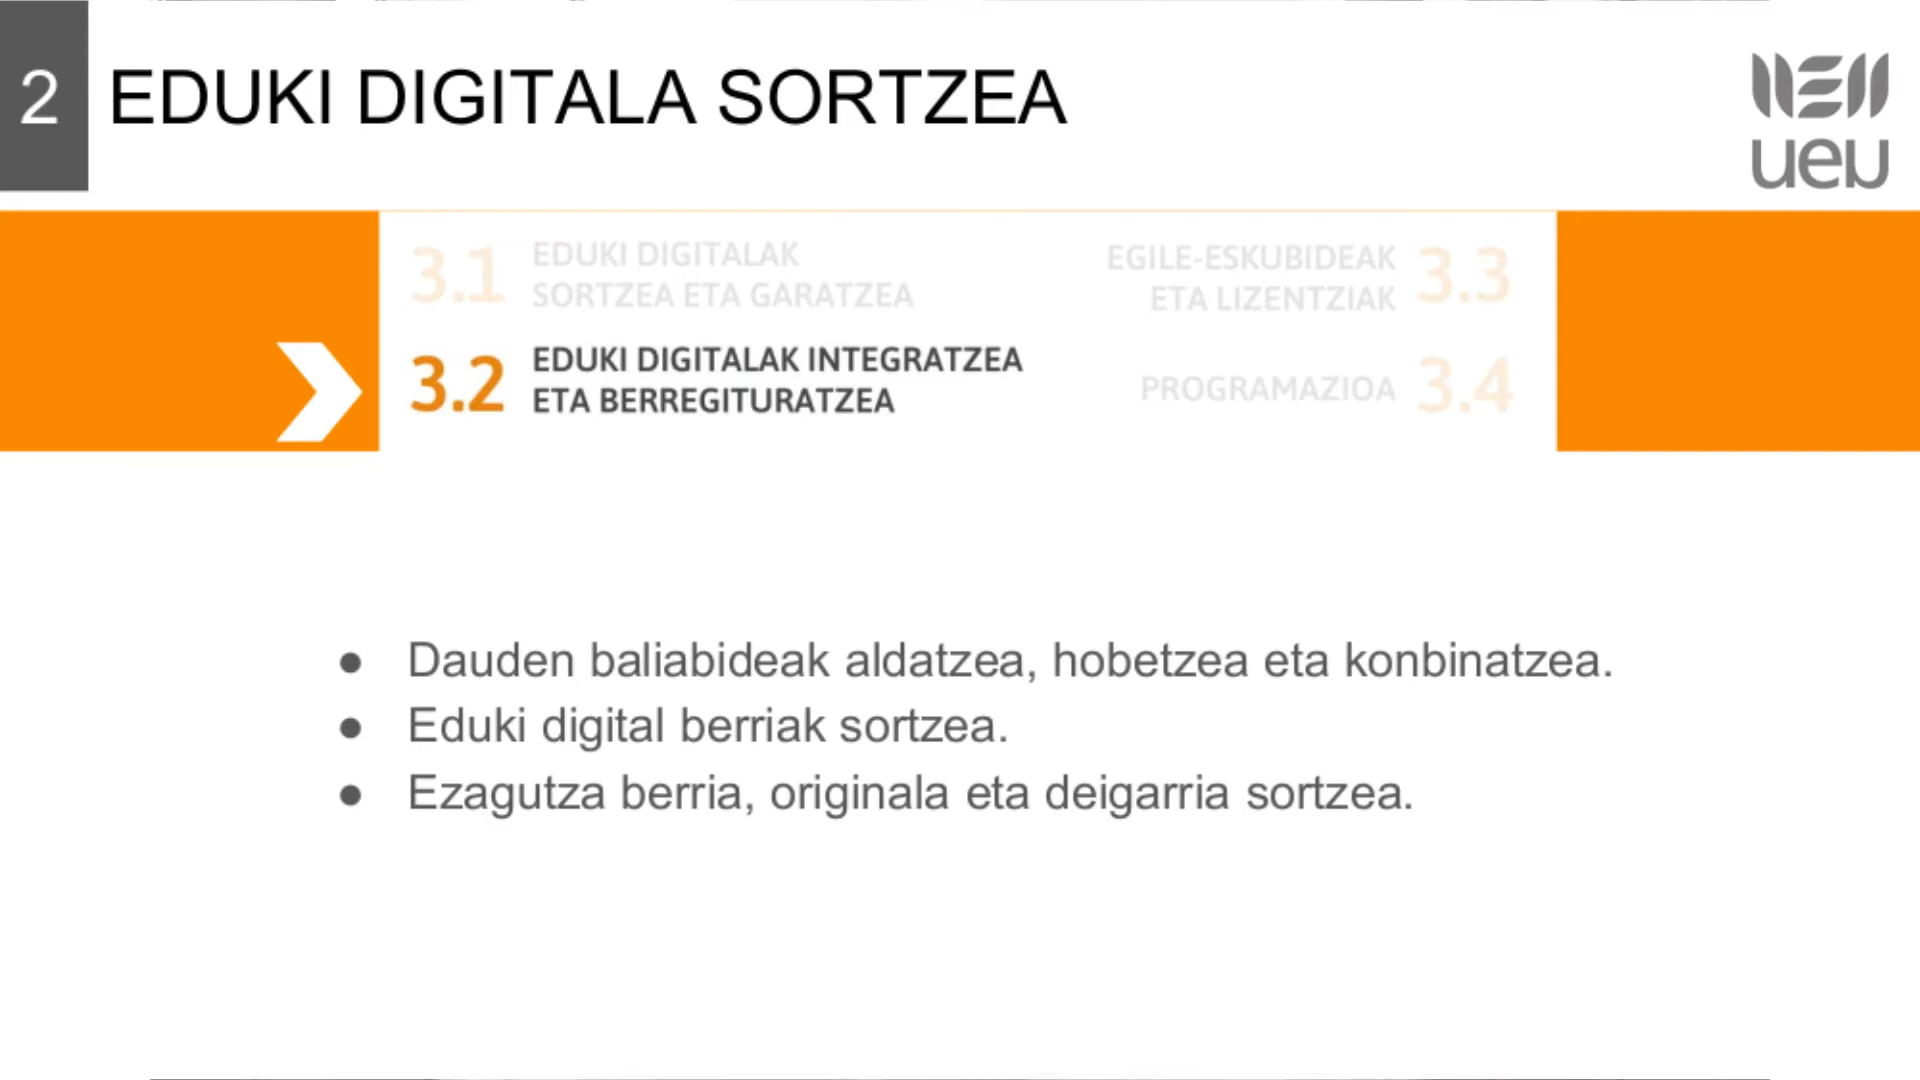 2
EDUKI DIGITALA SORTZEA
ueu
3.1
EDUKI DIGITALAK
SORTZEA ETA GARATZEA
EGILE-ESKUBIDEAK
ETA LIZENTZIAK
3.3
3.2
EDUKI DIGITALAK INTEGRATZEA
ETA BERREGITURATZEA
PROGRAMAZIOA
3.4
● Dauden baliabideak aldatzea, hobetzea eta konbinatzea.
● Eduki digital berriak sortzea.
● Ezagutza berria, originala eta deigarria sortzea.